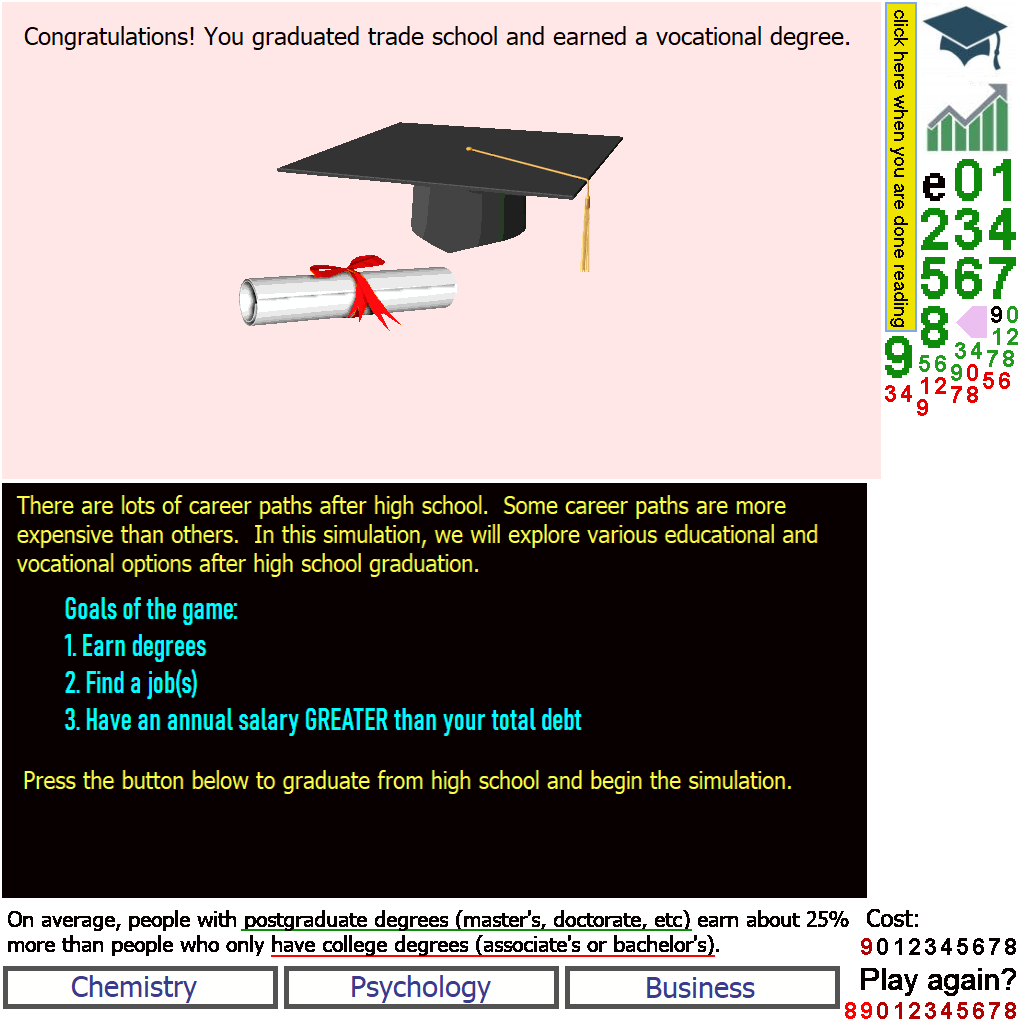 Congratulations! You graduated trade school and earned a vocational degree.
click here when you are done reading
e01
234
567
8
90
12
9
56
34
78
9
0
56
34
12
78
9
There are lots of career paths after high school.  Some career paths are more
expensive than others.  In this simulation, we will explore various educational and
vocational options after high school graduation.
Goals of the game:
1. Earn degrees
2. Find a job(s)
3. Have an annual salary GREATER than your total debt
Press the button below to graduate from high school and begin the simulation.
On average, people with postgraduate degrees (master's, doctorate, etc) earn about 25%
more than people who only have college degrees (associate's or bachelor's).
Cost:
9012345678
Chemistry
Psychology
Business
Play again?
89012345678